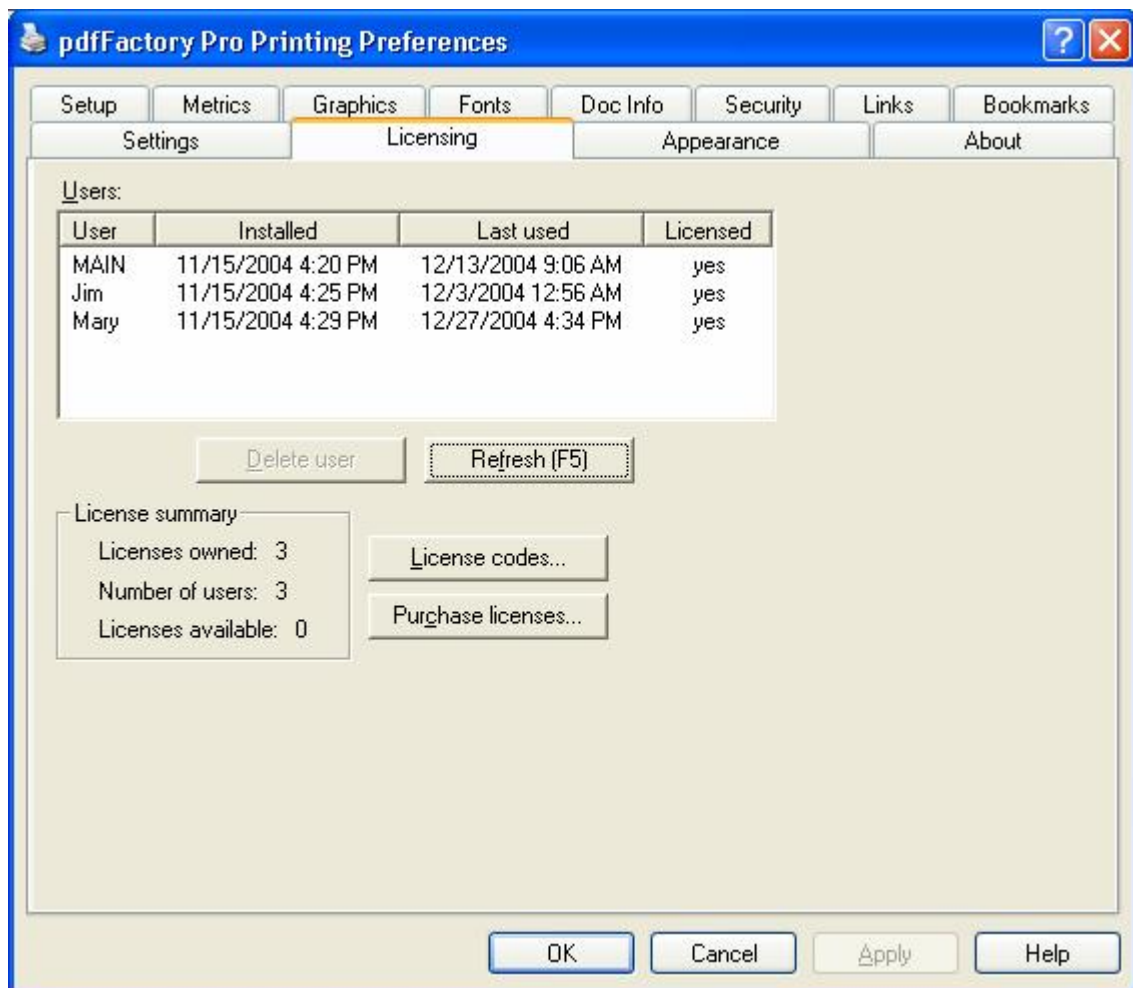 pdfFactory Pro Printing Preferences
Setup Metrics Graphics Fonts Doc Info Security Links Bookmarks
Settings Licensing Appearance About
Users:
User Installed Last used Licensed
MAIN 11/15/2004 4:20 PM 12/13/2004 9:06 AM yes
Jim 11/15/2004 4:25 PM 12/3/2004 12:56 AM yes
Mary 11/15/2004 4:29 PM 12/27/2004 4:34 PM yes
Delete user Refresh (F5)
License summary
Licenses owned: 3
Number of users: 3
Licenses available: 0
License codes...
Purchase licenses...
OK Cancel Apply Help